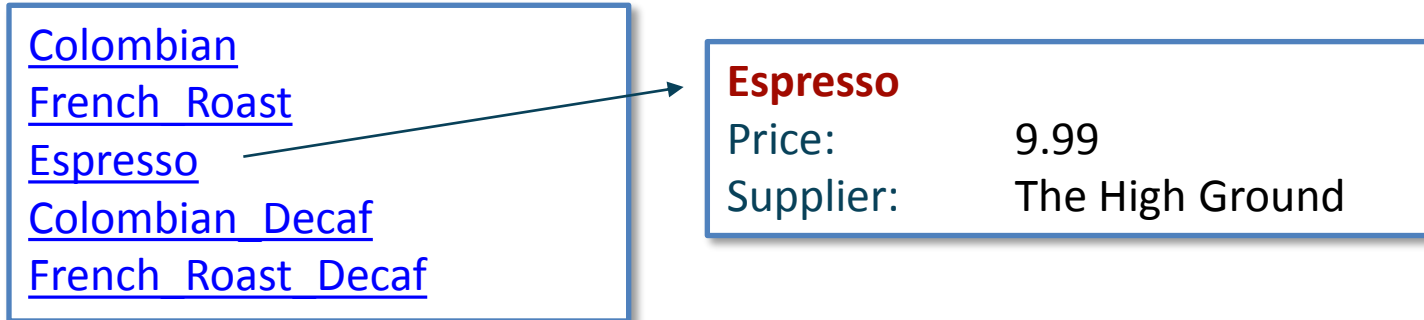 Colombian
French_Roast
Espresso
Colombian_Decaf
French_Roast_Decaf
Espresso
Price: 9.99
Supplier: The High Ground